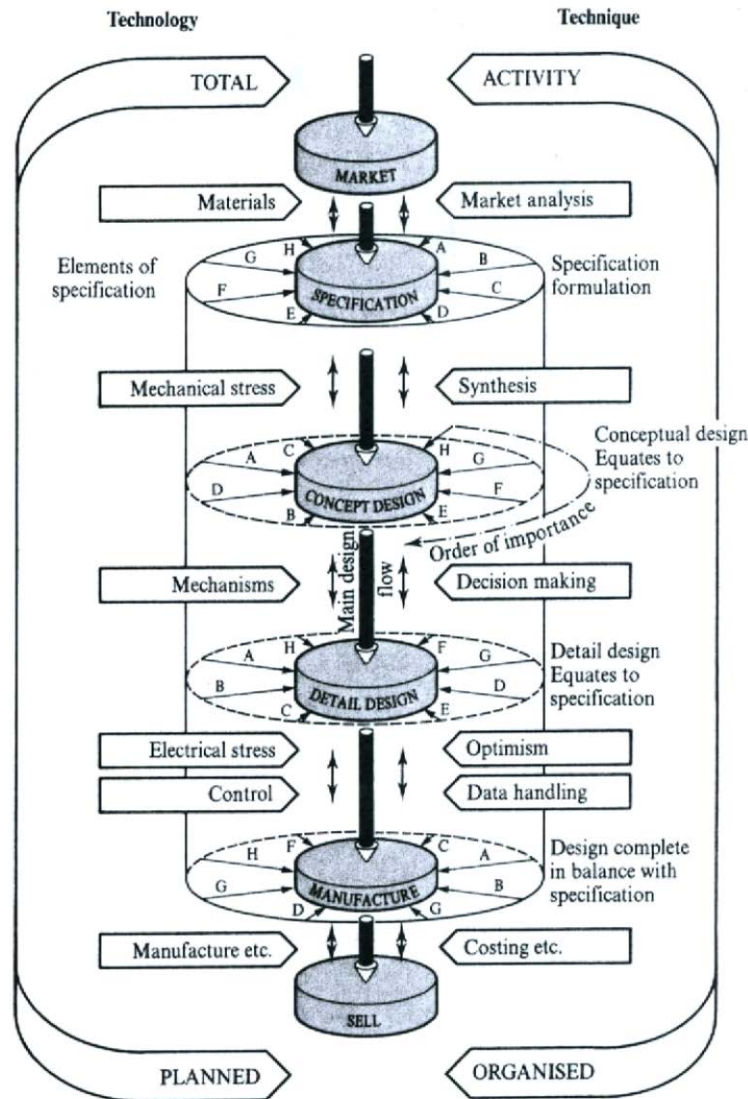 Technology
Technique
TOTAL
ACTIVITY
MARKET
Materials
Market analysis
Elements of
specification
H
A
G
B
F
C
E
D
SPECIFICATION
Specification
formulation
Mechanical stress
Synthesis
C
H
A
G
D
F
B
E
CONCEPT DESIGN
Conceptual design
Equates to
specification
Order of importance
Main design
flow
Mechanisms
Decision making
H
F
A
G
B
D
C
E
DETAIL DESIGN
Detail design
Equates to
specification
Electrical stress
Optimism
Control
Data handling
F
C
H
A
G
B
D
G
MANUFACTURE
Design complete
in balance with
specification
Manufacture etc.
Costing etc.
SELL
PLANNED
ORGANISED